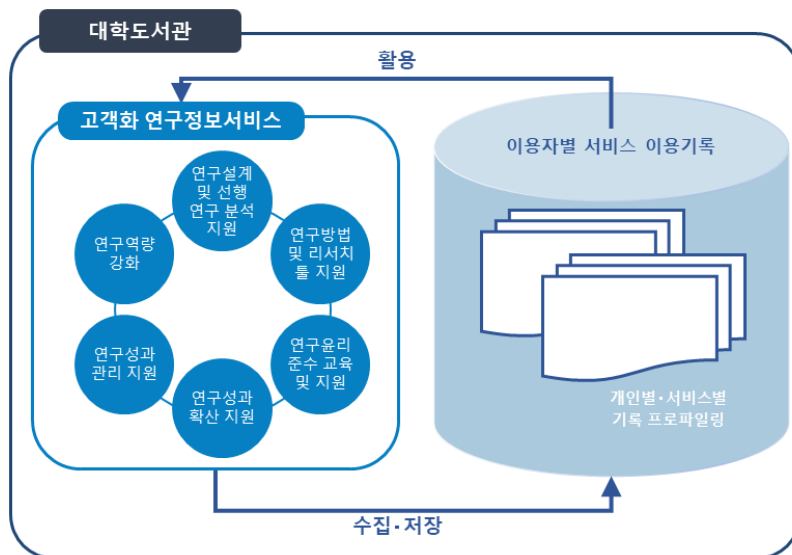 대학도서관
활용
고객화 연구정보서비스
연구설계
및 선행
연구 분석
지원
연구방법
및 리서치
툴 지원
연구윤리
준수 교육
및 지원
연구성과
확산 지원
연구성과
관리 지원
연구역량
강화
이용자별 서비스 이용기록
개인별·서비스별
기록 프로파일링
수집·저장